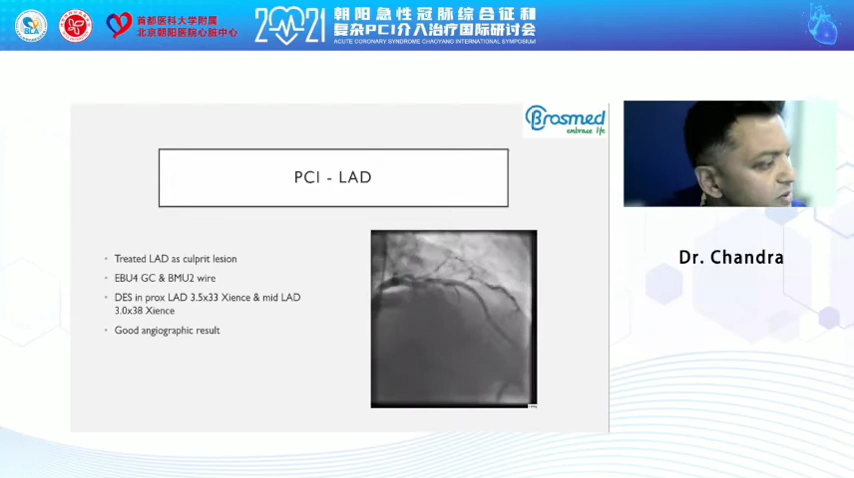 BLA
首都医科大学附属
北京朝阳医院心脏中心
2021
朝阳急性冠脉综合征和
复杂PCI介入治疗国际研讨会
ACUTE CORONARY SYNDROME CHAOYANG INTERNATIONAL SYMPOSIUM
Brosmed
embrace life
PCI - LAD
Dr. Chandra
• Treated LAD as culprit lesion
• EBU4 GC & BMU2 wire
• DES in prox LAD 3.5x33 Xience & mid LAD
3.0x38 Xience
• Good angiographic result